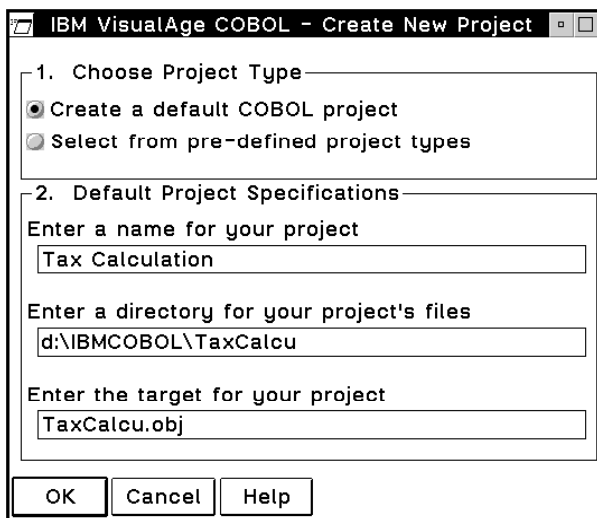 IBM VisualAge COBOL - Create New Project
1. Choose Project Type
Create a default COBOL project
Select from pre-defined project types
2. Default Project Specifications
Enter a name for your project
Tax Calculation
Enter a directory for your project's files
d:\IBMCOBOL\TaxCalcu
Enter the target for your project
TaxCalcu.obj
OK Cancel Help